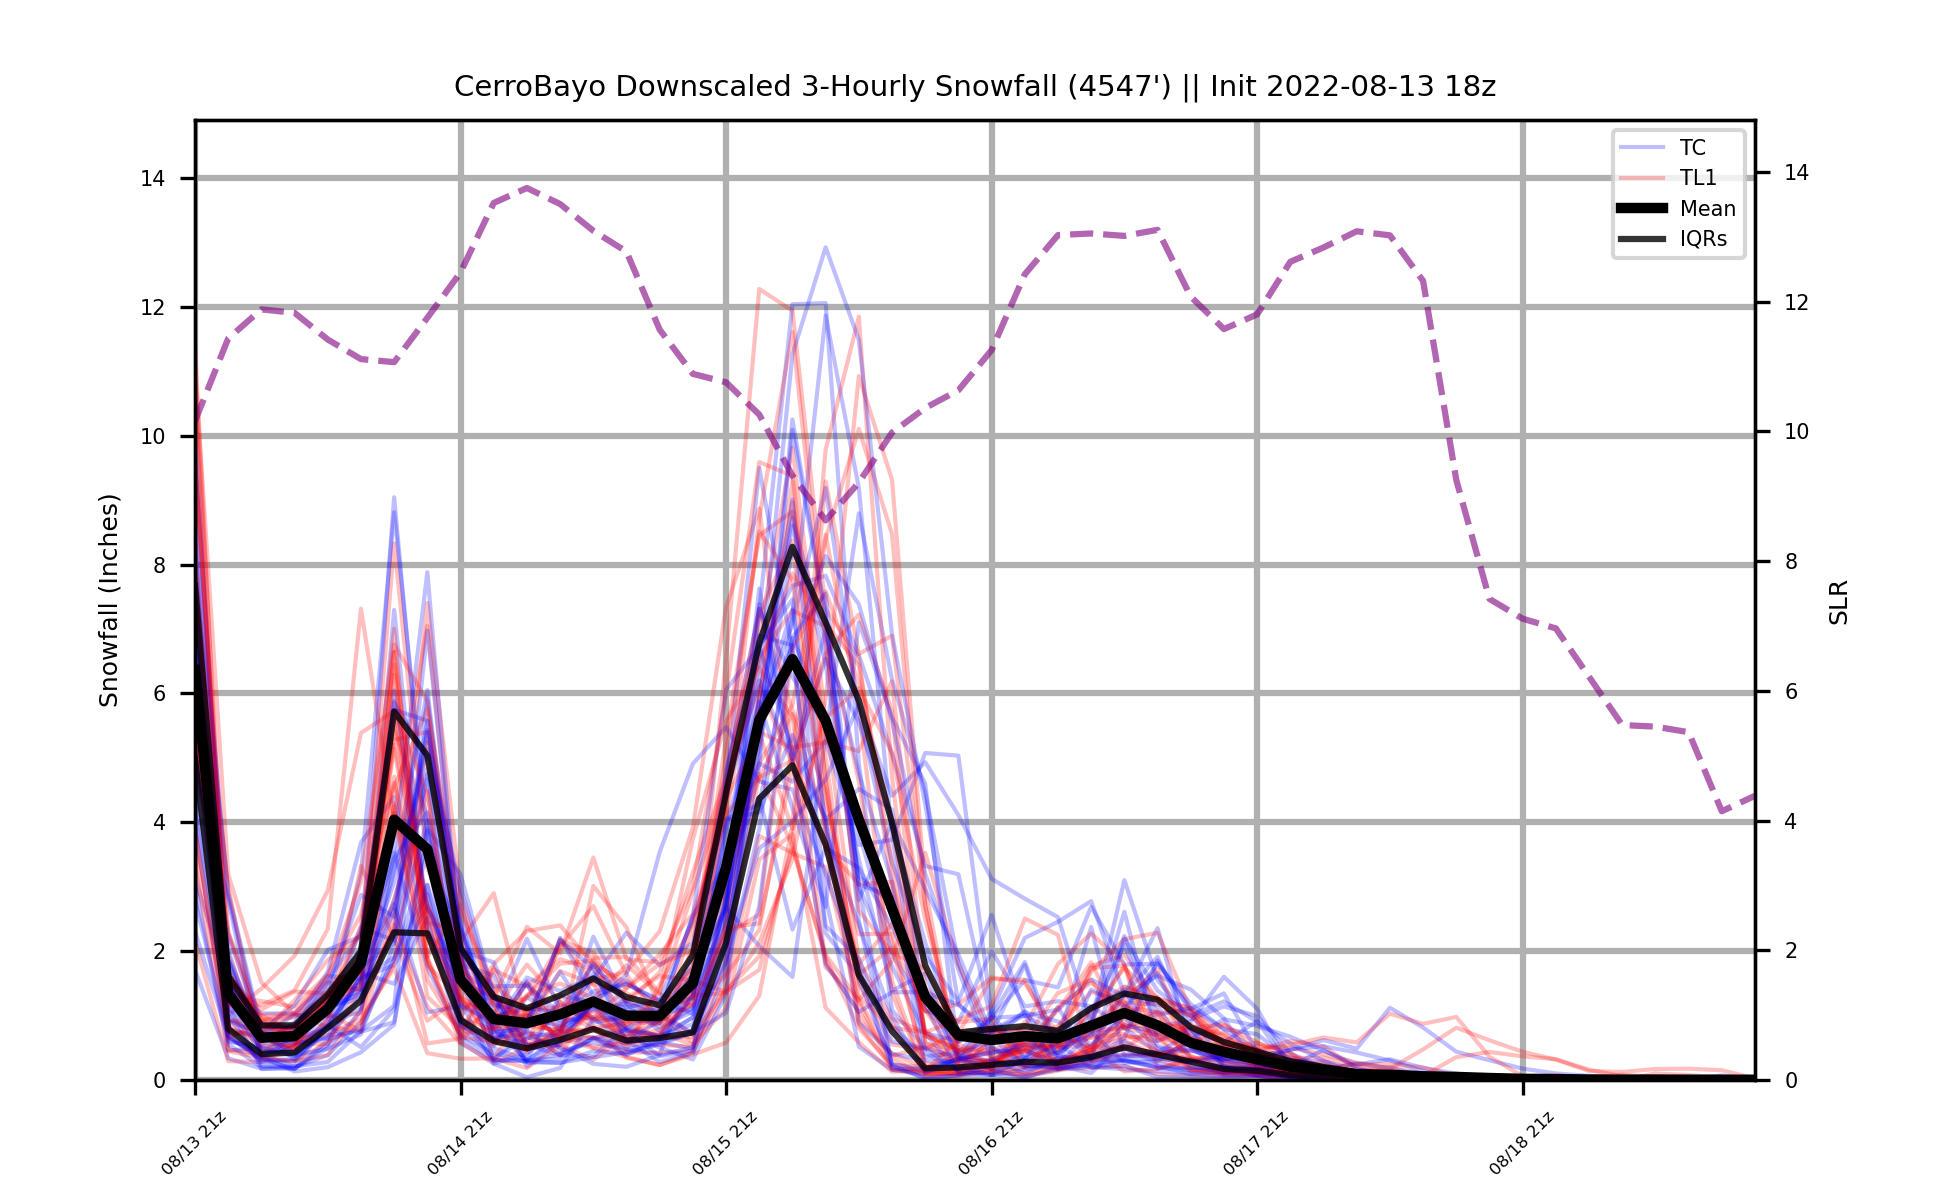 CerroBayo Downscaled 3-Hourly Snowfall (4547') || Init 2022-08-13 18z
TC
TL1
Mean
IQRs
Snowfall (Inches)
14
12
10
8
6
4
2
0
SLR
14
12
10
8
6
4
2
0
08/13 21z
08/14 21z
08/15 21z
08/16 21z
08/17 21z
08/18 21z